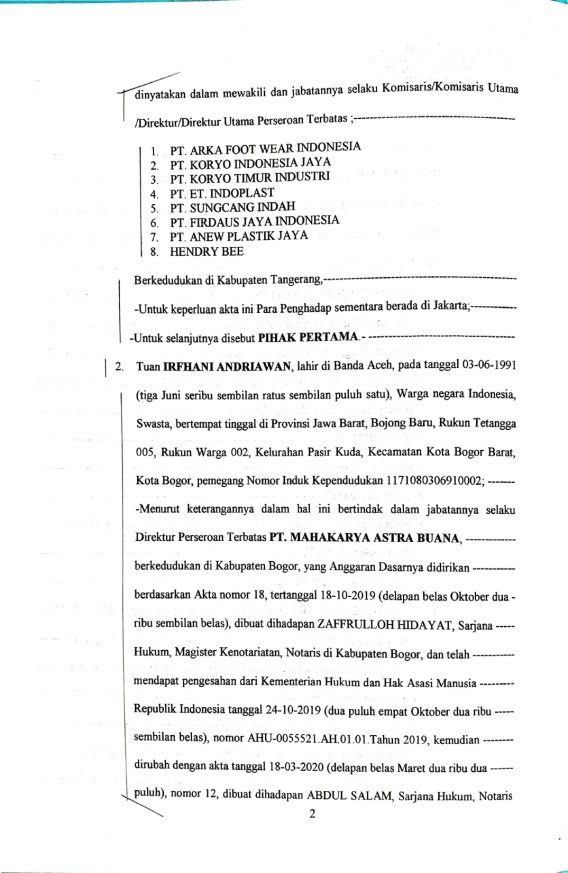 dinyatakan dalam mewakili dan jabatannya selaku Komisaris/Komisaris Utama
/Direktur/Direktur Utama Perseroan Terbatas ;---------------------------------------
1. PT. ARKA FOOT WEAR INDONESIA
2. PT. KORYO INDONESIA JAYA
3. PT. KORYO TIMUR INDUSTRI
4. PT. ET. INDOPLAST
5. PT. SUNGCANG INDAH
6. PT. FIRDAUS JAYA INDONESIA
7. PT. ANEW PLASTIK JAYA
8. HENDRY BEE
Berkedudukan di Kabupaten Tangerang,----------------------------------------------
-Untuk keperluan akta ini Para Penghadap sementara berada di Jakarta;-----------
-Untuk selanjutnya disebut PIHAK PERTAMA.- -----------------------------------
2. Tuan IRFHANI ANDRIAWAN, lahir di Banda Aceh, pada tanggal 03-06-1991
(tiga Juni seribu sembilan ratus sembilan puluh satu), Warga negara Indonesia,
Swasta, bertempat tinggal di Provinsi Jawa Barat, Bojong Baru, Rukun Tetangga
005, Rukun Warga 002, Kelurahan Pasir Kuda, Kecamatan Kota Bogor Barat,
Kota Bogor, pemegang Nomor Induk Kependudukan 1171080306910002; -------
-Menurut keterangannya dalam hal ini bertindak dalam jabatannya selaku
Direktur Perseroan Terbatas PT. MAHAKARYA ASTRA BUANA, ------------
berkedudukan di Kabupaten Bogor, yang Anggaran Dasarnya didirikan ----------
berdasarkan Akta nomor 18, tertanggal 18-10-2019 (delapan belas Oktober dua -
ribu sembilan belas), dibuat dihadapan ZAFFRULLOH HIDAYAT, Sarjana -----
Hukum, Magister Kenotariatan, Notaris di Kabupaten Bogor, dan telah ----------
mendapat pengesahan dari Kementerian Hukum dan Hak Asasi Manusia --------
Republik Indonesia tanggal 24-10-2019 (dua puluh empat Oktober dua ribu -----
sembilan belas), nomor AHU-0055521.AH.01.01.Tahun 2019, kemudian --------
dirubah dengan akta tanggal 18-03-2020 (delapan belas Maret dua ribu dua ------
puluh), nomor 12, dibuat dihadapan ABDUL SALAM, Sarjana Hukum, Notaris
2